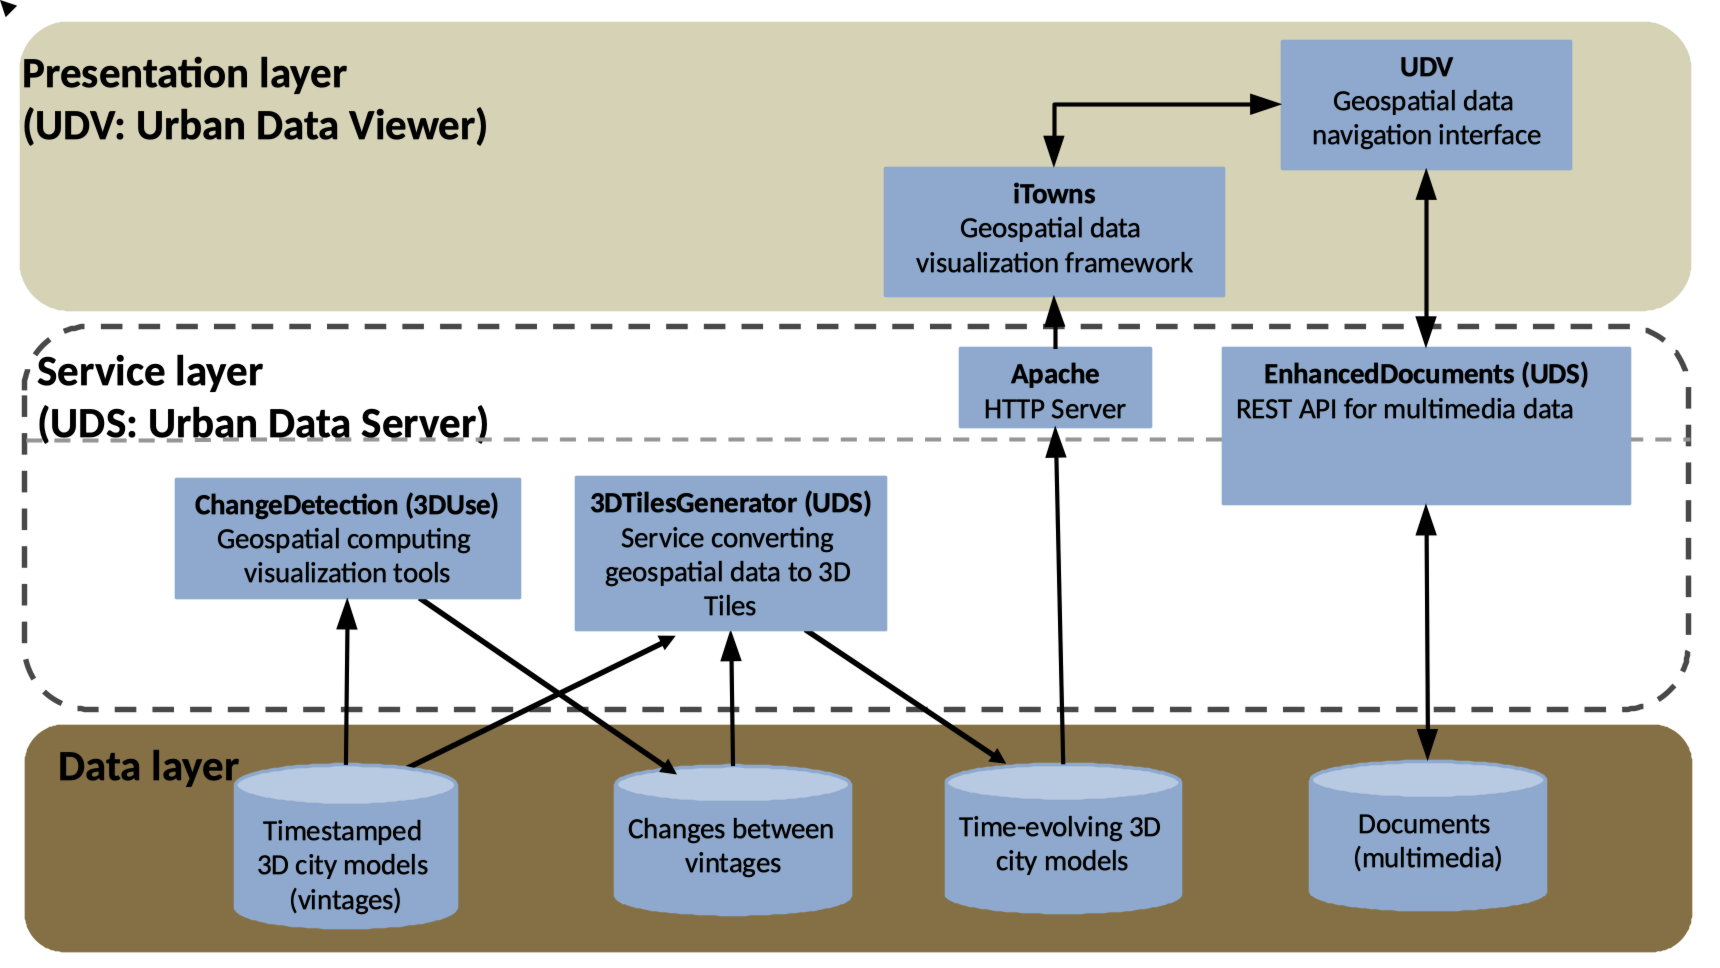 Presentation layer
(UDV: Urban Data Viewer)
UDV
Geospatial data
navigation interface
iTowns
Geospatial data
visualization framework
Service layer
(UDS: Urban Data Server)
Apache
HTTP Server
EnhancedDocuments (UDS)
REST API for multimedia data
ChangeDetection (3DUse)
Geospatial computing
visualization tools
3DTilesGenerator (UDS)
Service converting
geospatial data to 3D
Tiles
Data layer
Timestamped
3D city models
(vintages)
Changes between
vintages
Time-evolving 3D
city models
Documents
(multimedia)